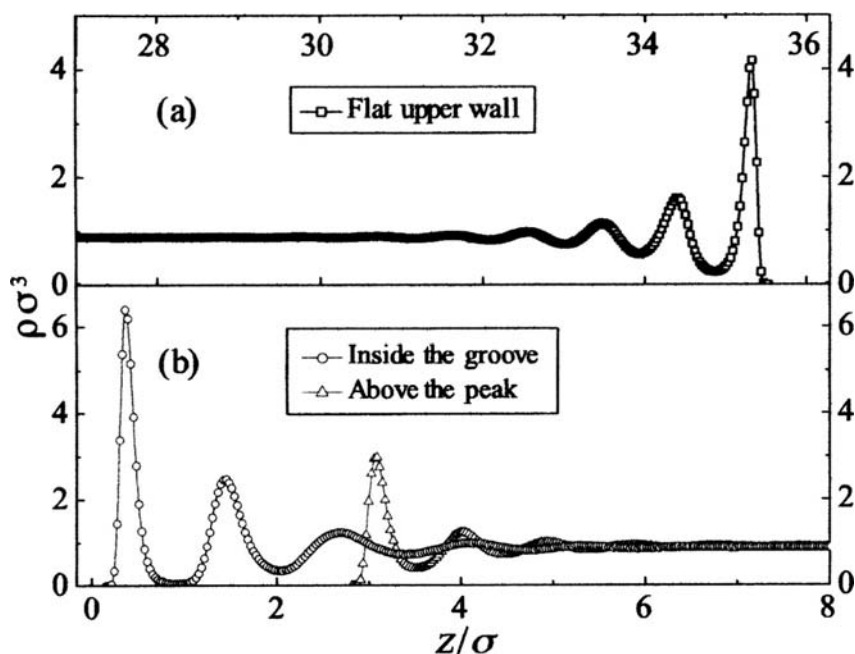 28 30 32 34 36
4 4
(a) Flat upper wall
2 2
0 0
ρσ³
6 6
(b) Inside the groove
Above the peak
4 4
2 2
0 0
0 2 4 6 8
z/σ